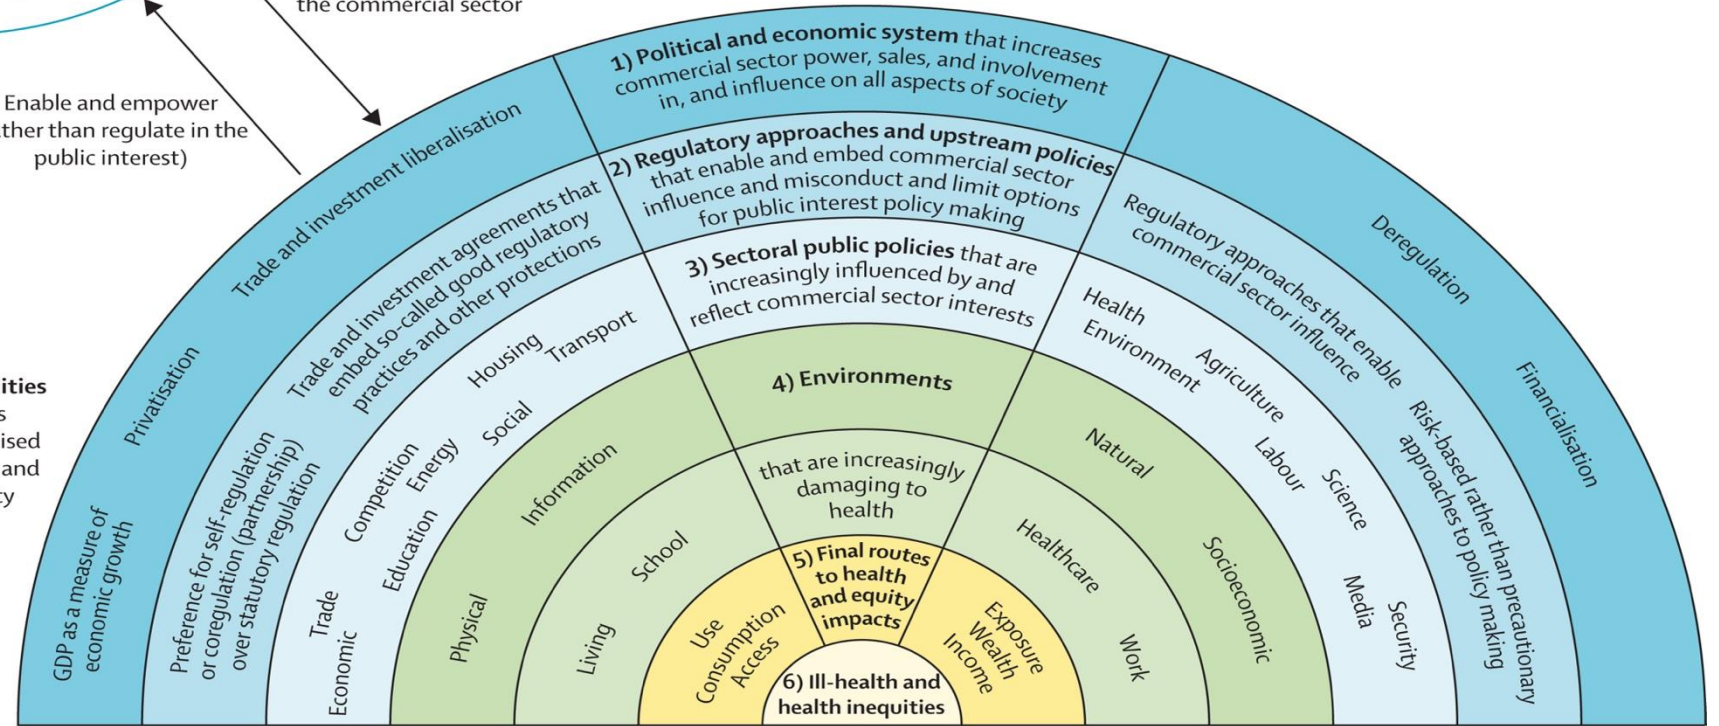 the commercial sector
Enable and empower
rather than regulate in the
public interest)
ities
s
ised
and
ty
1) Political and economic system that increases
commercial sector power, sales, and involvement
in, and influence on all aspects of society
2) Regulatory approaches and upstream policies
that enable and embed commercial sector
influence and misconduct and limit options
for public interest policy making
3) Sectoral public policies that are
increasingly influenced by and
reflect commercial sector interests
4) Environments
that are increasingly
damaging to
health
5) Final routes
to health
and equity
impacts
6) Ill-health and
health inequities
GDP as a measure of
economic growth
Privatisation
Trade and investment liberalisation
Deregulation
Financialisation
Preference for self-regulation
or coregulation (partnership)
over statutory regulation
Trade and investment agreements that
embed so-called good regulatory
practices and other protections
Regulatory approaches that enable
commercial sector influence
Risk-based rather than precautionary
approaches to policy making
Economic
Trade
Education
Competition
Energy
Social
Housing
Transport
Health
Environment
Agriculture
Labour
Science
Media
Security
Physical
Information
Natural
Socioeconomic
Living
School
Healthcare
Work
Use
Consumption
Access
Exposure
Wealth
Income